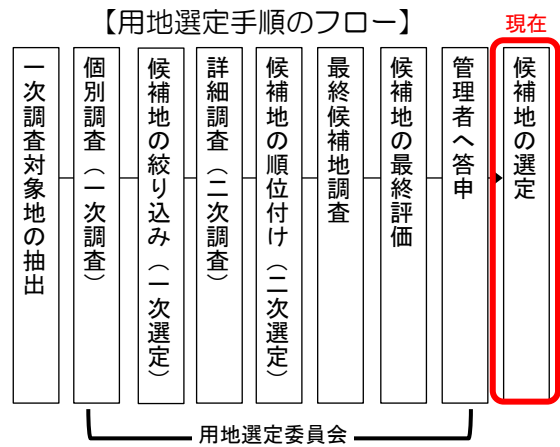 【用地選定手順のフロー】
現在
一次調査対象地の抽出
個別調査（一次調査）
候補地の絞り込み（一次選定）
詳細調査（二次調査）
候補地の順位付け（二次選定）
最終候補地調査
候補地の最終評価
管理者へ答申
候補地の選定
用地選定委員会